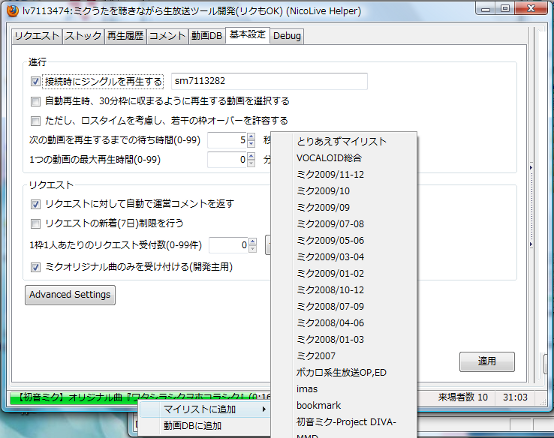 lv7113474:ミクうたを聴きながら生放送ツール開発(リクもOK) (NicoLive Helper)
リクエスト ストック 再生履歴 コメント 動画DB 基本設定 Debug
進行
接続時にジングルを再生する sm7113282
自動再生時、30分枠に収まるように再生する動画を選択する
ただし、ロスタイムを考慮し、若干の枠オーバーを許容する
次の動画を再生するまでの待ち時間(0-99) 5 秒
1つの動画の最大再生時間(0-99) 0 分
リクエスト
リクエストに対して自動で運営コメントを返す
リクエストの新着(7日)制限を行う
1枠1人あたりのリクエスト受付数(0-99件) 0
ミクオリジナル曲のみを受け付ける(開発主用)
Advanced Settings
適用
とりあえずマイリスト
VOCALOID総合
ミク2009/11-12
ミク2009/10
ミク2009/09
ミク2009/07-08
ミク2009/05-06
ミク2009/03-04
ミク2009/01-02
ミク2008/10-12
ミク2008/07-09
ミク2008/04-06
ミク2008/01-03
ミク2007
ボカロ系生放送OP,ED
imas
bookmark
初音ミク-Project DIVA-
MMD
【初音ミク】オリジナル曲『ワタシラシクヲホコラシク』(0:16
来場者数 10 31:03
マイリストに追加
動画DBに追加